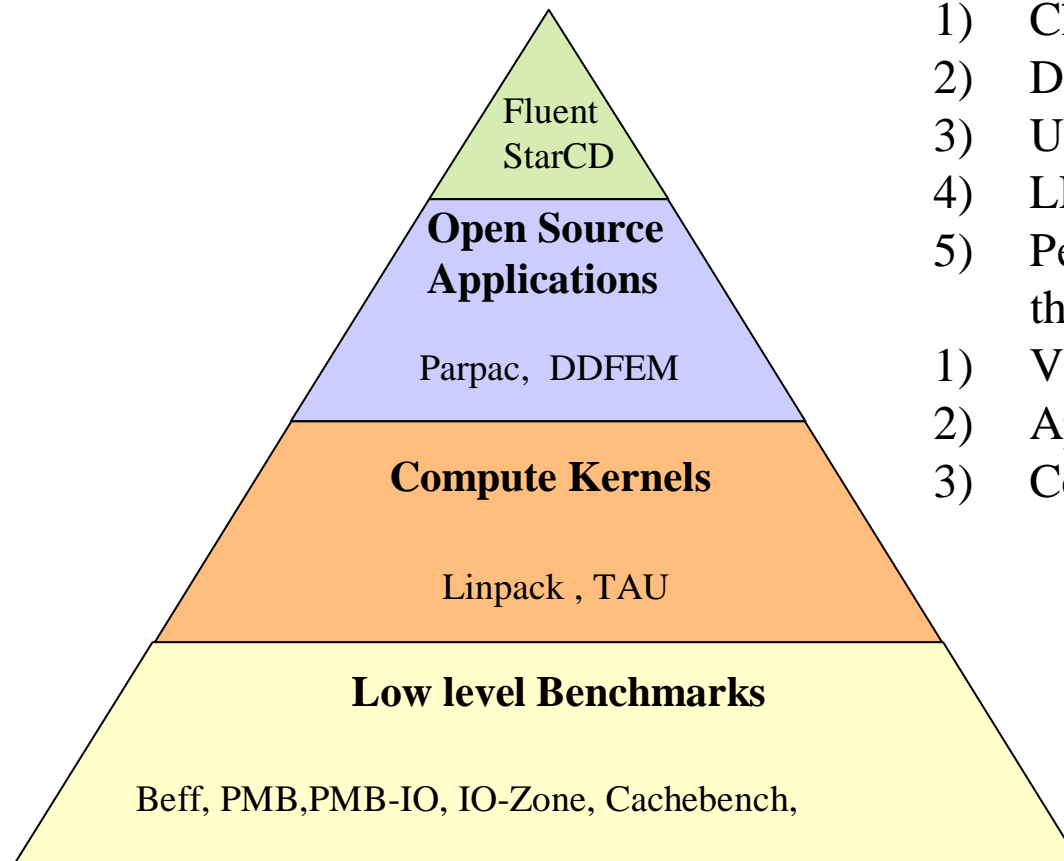 Fluent
StarCD
Open Source
Applications
Parpac, DDFEM
Compute Kernels
Linpack , TAU
Low level Benchmarks
Beff, PMB,PMB-IO, IO-Zone, Cachebench,
1)
2)
3)
4)
5)
1)
2)
3)